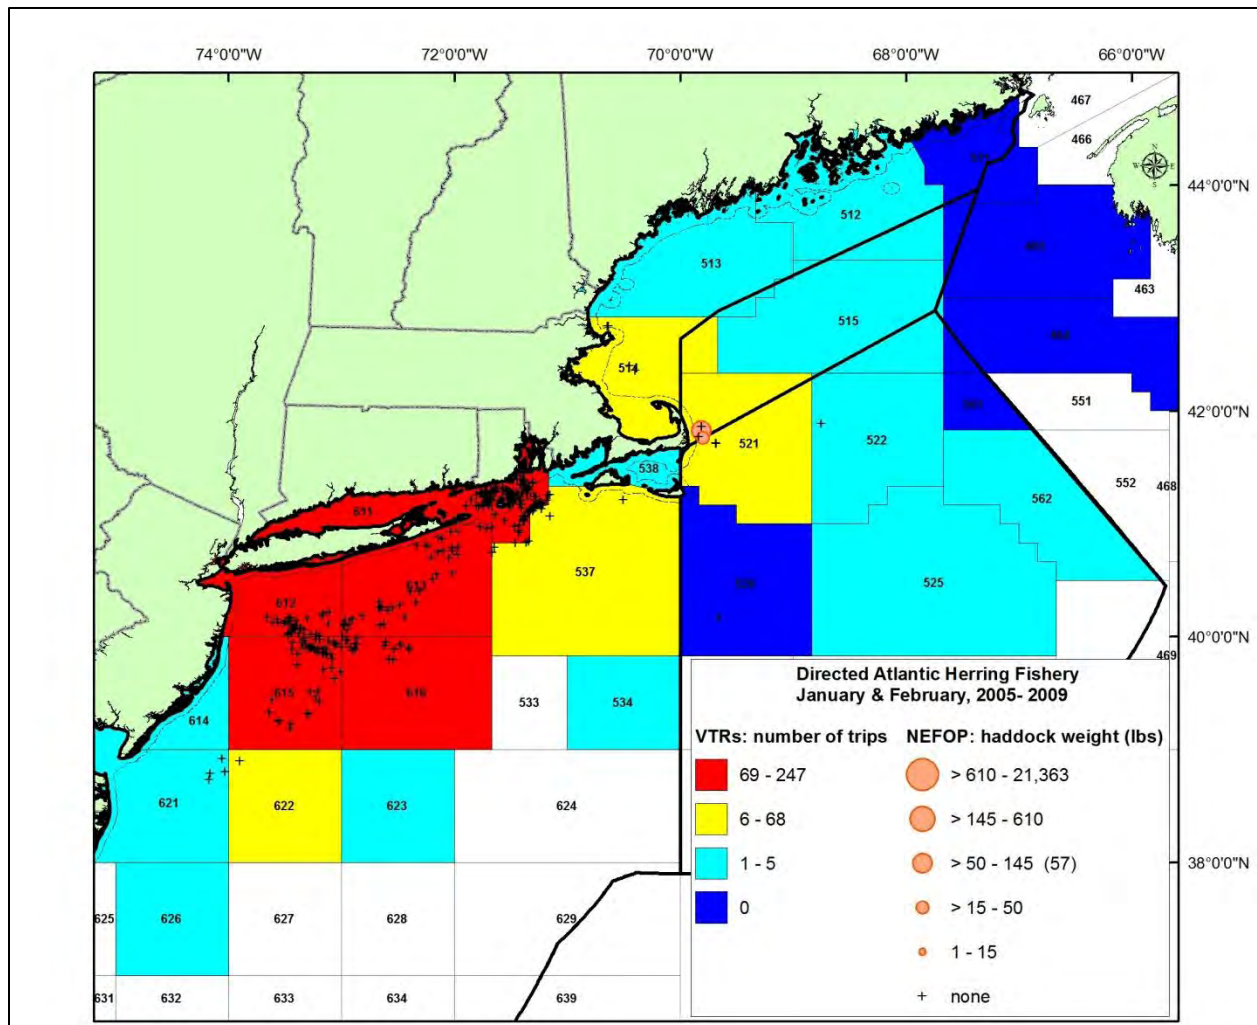 74°0'0"W 72°0'0"W 70°0'0"W 68°0'0"W 66°0'0"W
467
466
N
W E
S
44°0'0"N
512
513
463
515
514
42°0'0"N
551
521
522
538
552
468
562
611
537
525
613
612
40°0'0"N
469
615
616
533
534
614
621
622
623
624
38°0'0"N
625
626
627
628
629
631
632
633
634
639
Directed Atlantic Herring Fishery
January & February, 2005- 2009
VTRs: number of trips NEFOP: haddock weight (lbs)
69 - 247 > 610 - 21,363
6 - 68 > 145 - 610
1 - 5 > 50 - 145 (57)
0 > 15 - 50
1 - 15
none